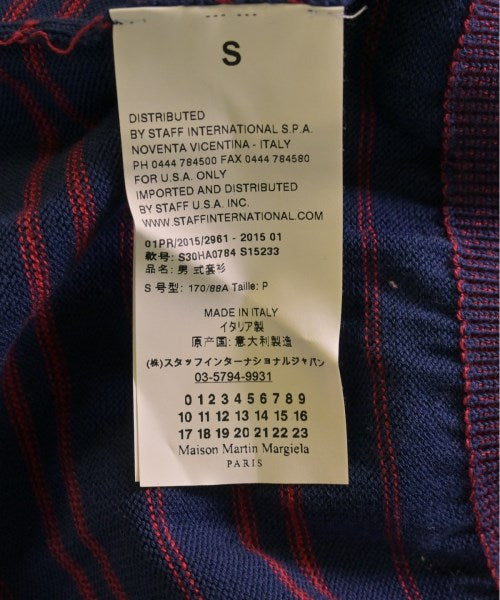 S
DISTRIBUTED
BY STAFF INTERNATIONAL S.P.A.
NOVENTA VICENTINA - ITALY
PH 0444 784500 FAX 0444 784580
FOR U.S.A. ONLY
IMPORTED AND DISTRIBUTED
BY STAFF U.S.A. INC.
WWW.STAFFINTERNATIONAL.COM
01PR/2015/2961 - 2015 01
軟号: S30HA0784 S15233
品名: 男 式套衫
S 号型: 170/88A Taille: P
MADE IN ITALY
イタリア製
原产国: 意大利製造
(株)スタッフインターナショナルジャパン
03-5794-9931
0 1 2 3 4 5 6 7 8 9
10 11 12 13 14 15 16
17 18 19 20 21 22 23
Maison Martin Margiela
PARIS